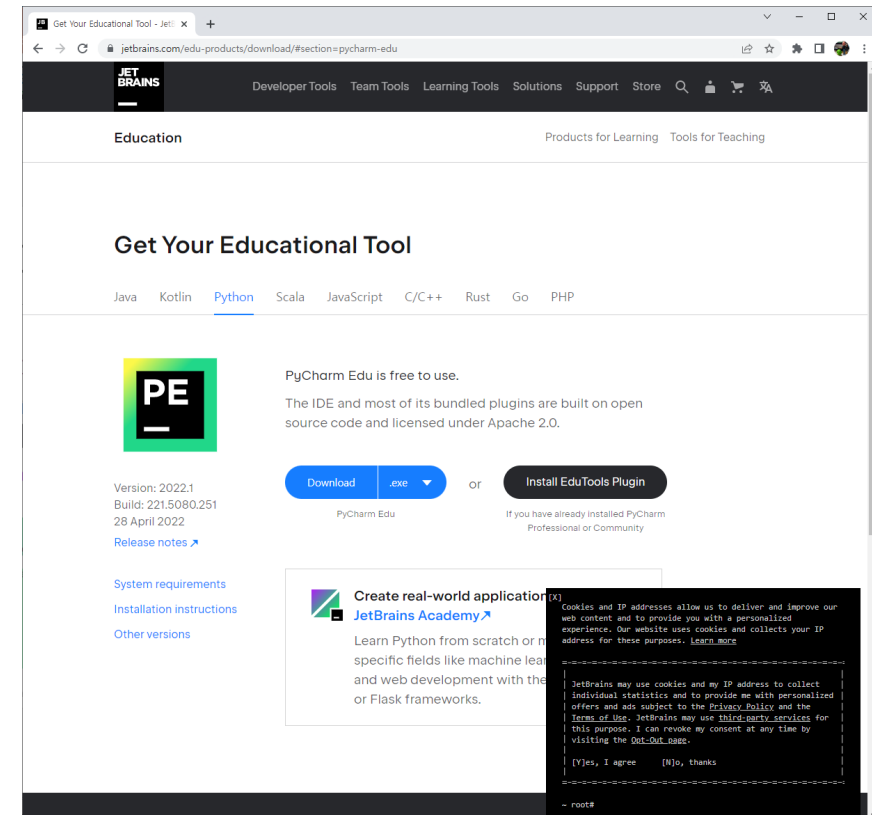 Get Your Educational Tool - JetB
jetbrains.com/edu-products/download/#section=pycharm-edu
JET
BRAINS
Developer Tools Team Tools Learning Tools Solutions Support Store
Education
Products for Learning Tools for Teaching
Get Your Educational Tool
Java Kotlin Python Scala JavaScript C/C++ Rust Go PHP
PE
PyCharm Edu is free to use.
The IDE and most of its bundled plugins are built on open
source code and licensed under Apache 2.0.
Download .exe or Install EduTools Plugin
PyCharm Edu
If you have already installed PyCharm
Professional or Community
Version: 2022.1
Build: 221.5080.251
28 April 2022
Release notes
System requirements
Installation instructions
Other versions
Create real-world application
JetBrains Academy
Learn Python from scratch or
specific fields like machine
and web development with the
or Flask frameworks.
[X]
Cookies and IP addresses allow us to deliver and improve our
web content and to provide you with a personalized
experience. Our website uses cookies and collects your IP
address for these purposes. Learn more
JetBrains may use cookies and my IP address to collect
individual statistics and to provide me with personalized
offers and ads subject to the Privacy Policy and the
Terms of Use. JetBrains may use third-party services for
this purpose. I can revoke my consent at any time by
visiting the Opt-Out page.
[Y]es, I agree [N]o, thanks
~ root#